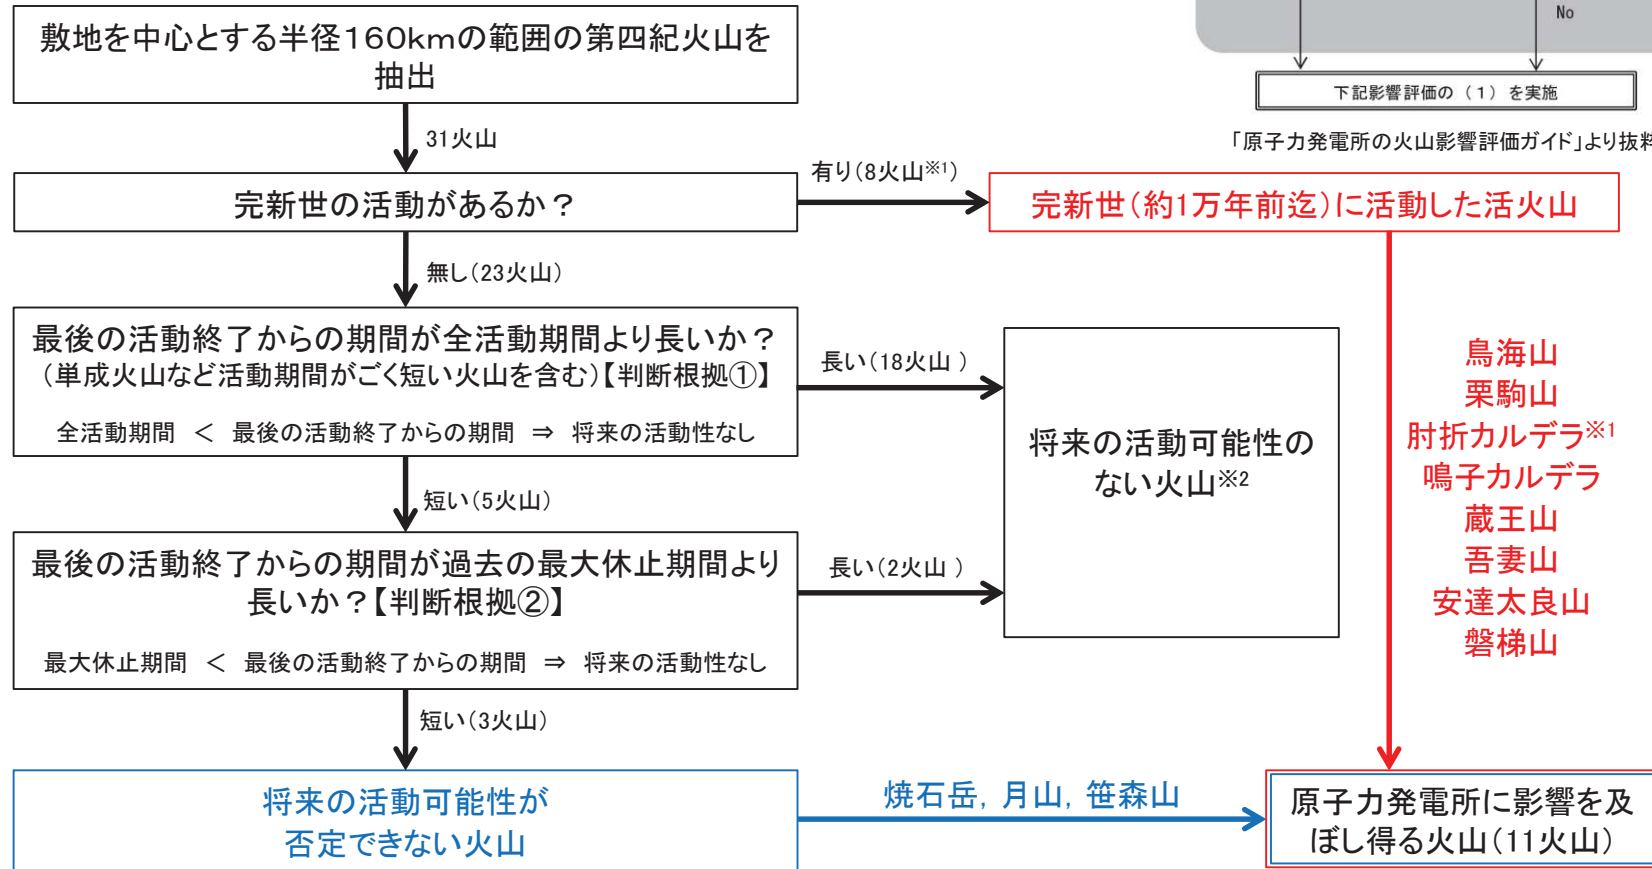 敷地を中心とする半径160kmの範囲の第四紀火山を
抽出
31火山
完新世の活動があるか？
有り(8火山※1)
完新世(約1万年前迄)に活動した活火山
無し(23火山)
最後の活動終了からの期間が全活動期間より長いか？
(単成火山など活動期間がごく短い火山を含む)【判断根拠①】
全活動期間 ＜ 最後の活動終了からの期間 ⇒ 将来の活動性なし
長い(18火山 )
短い(5火山)
最後の活動終了からの期間が過去の最大休止期間より
長いか？【判断根拠②】
最大休止期間 ＜ 最後の活動終了からの期間 ⇒ 将来の活動性なし
長い(2火山 )
将来の活動可能性の
ない火山※2
短い(3火山)
将来の活動可能性が
否定できない火山
焼石岳，月山，笹森山
No
下記影響評価の（１）を実施
「原子力発電所の火山影響評価ガイド」より抜粋
鳥海山
栗駒山
肘折カルデラ※1
鳴子カルデラ
蔵王山
吾妻山
安達太良山
磐梯山
原子力発電所に影響を及
ぼし得る火山(11火山)